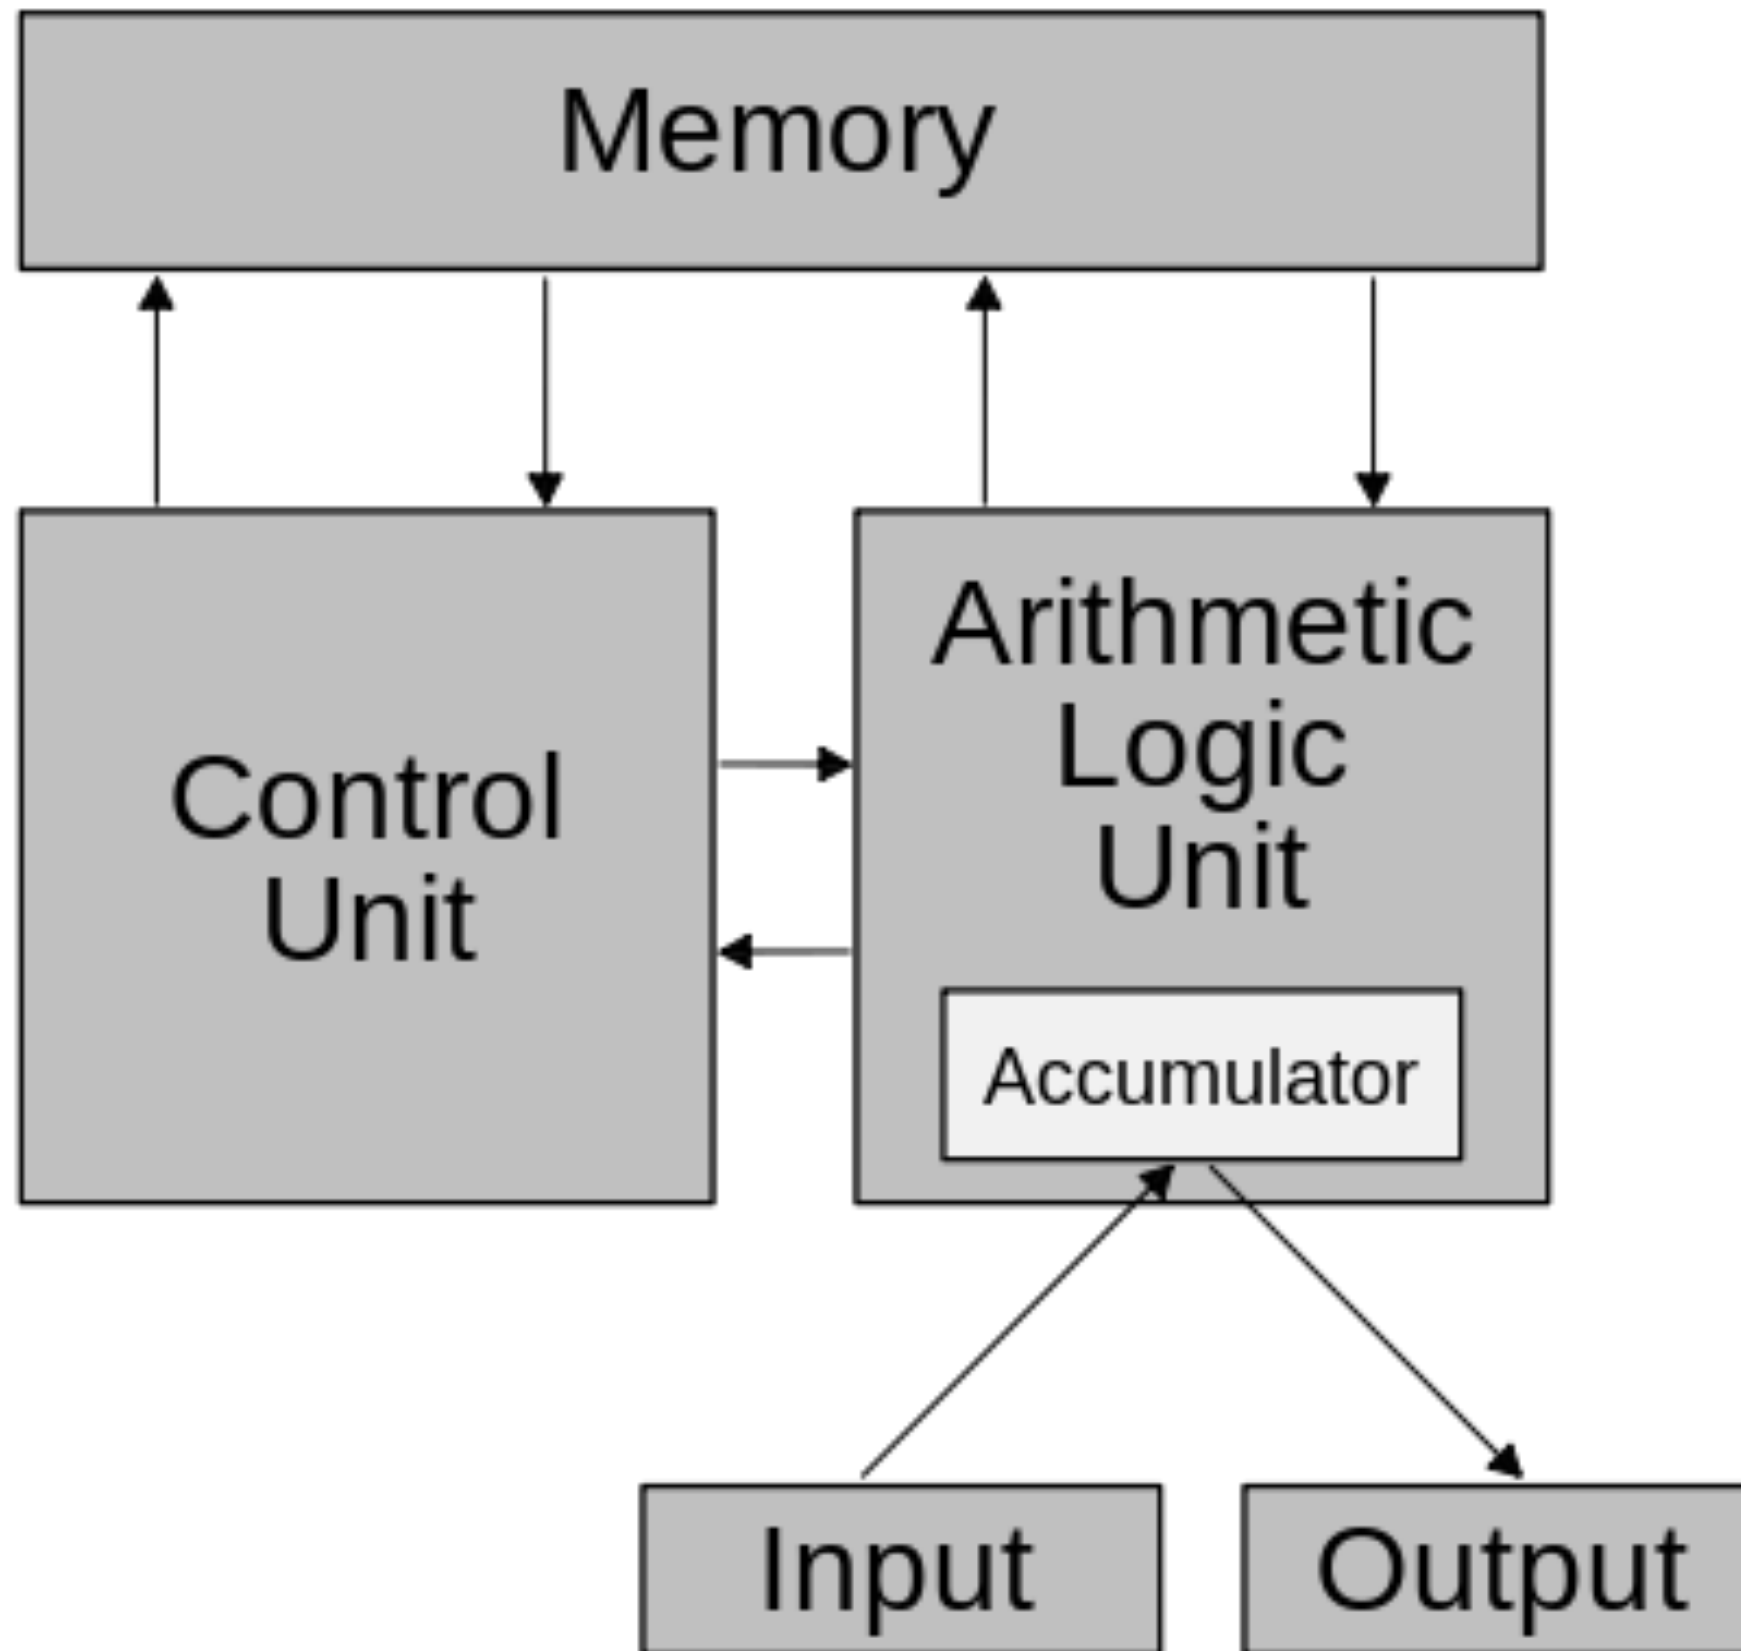 Memory
Control
Unit
Arithmetic
Logic
Unit
Accumulator
Input
Output